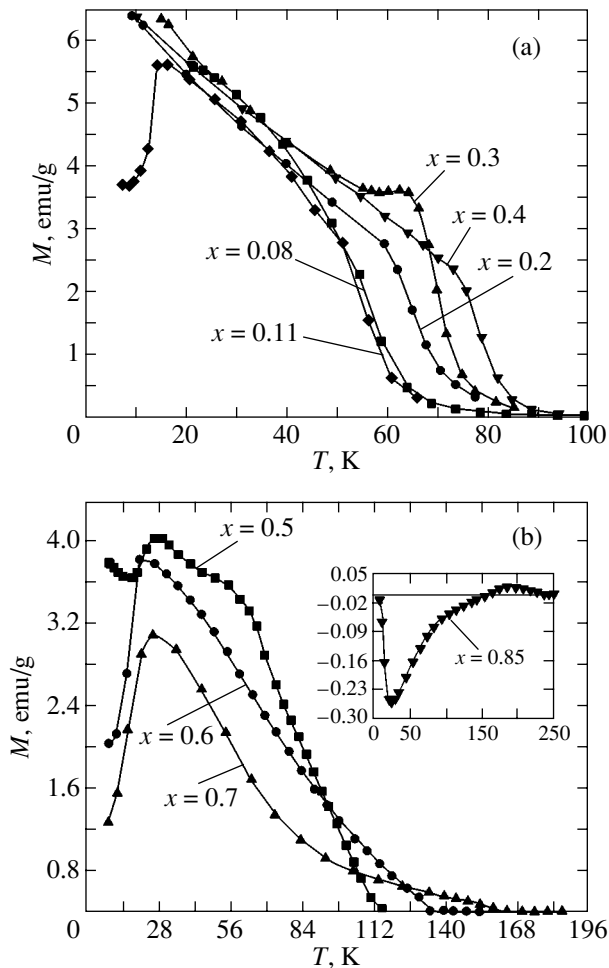 (a)
6
5
4
3
2
1
0
20
40
60
80
100
M, emu/g
T, K
x = 0.3
x = 0.4
x = 0.08
x = 0.2
x = 0.11
(b)
4.0
3.2
2.4
1.6
0.8
0
28
56
84
112
140
168
196
M, emu/g
T, K
x = 0.5
x = 0.6
x = 0.7
0.05
−0.02
−0.09
−0.16
−0.23
−0.30
0
50
150
250
x = 0.85